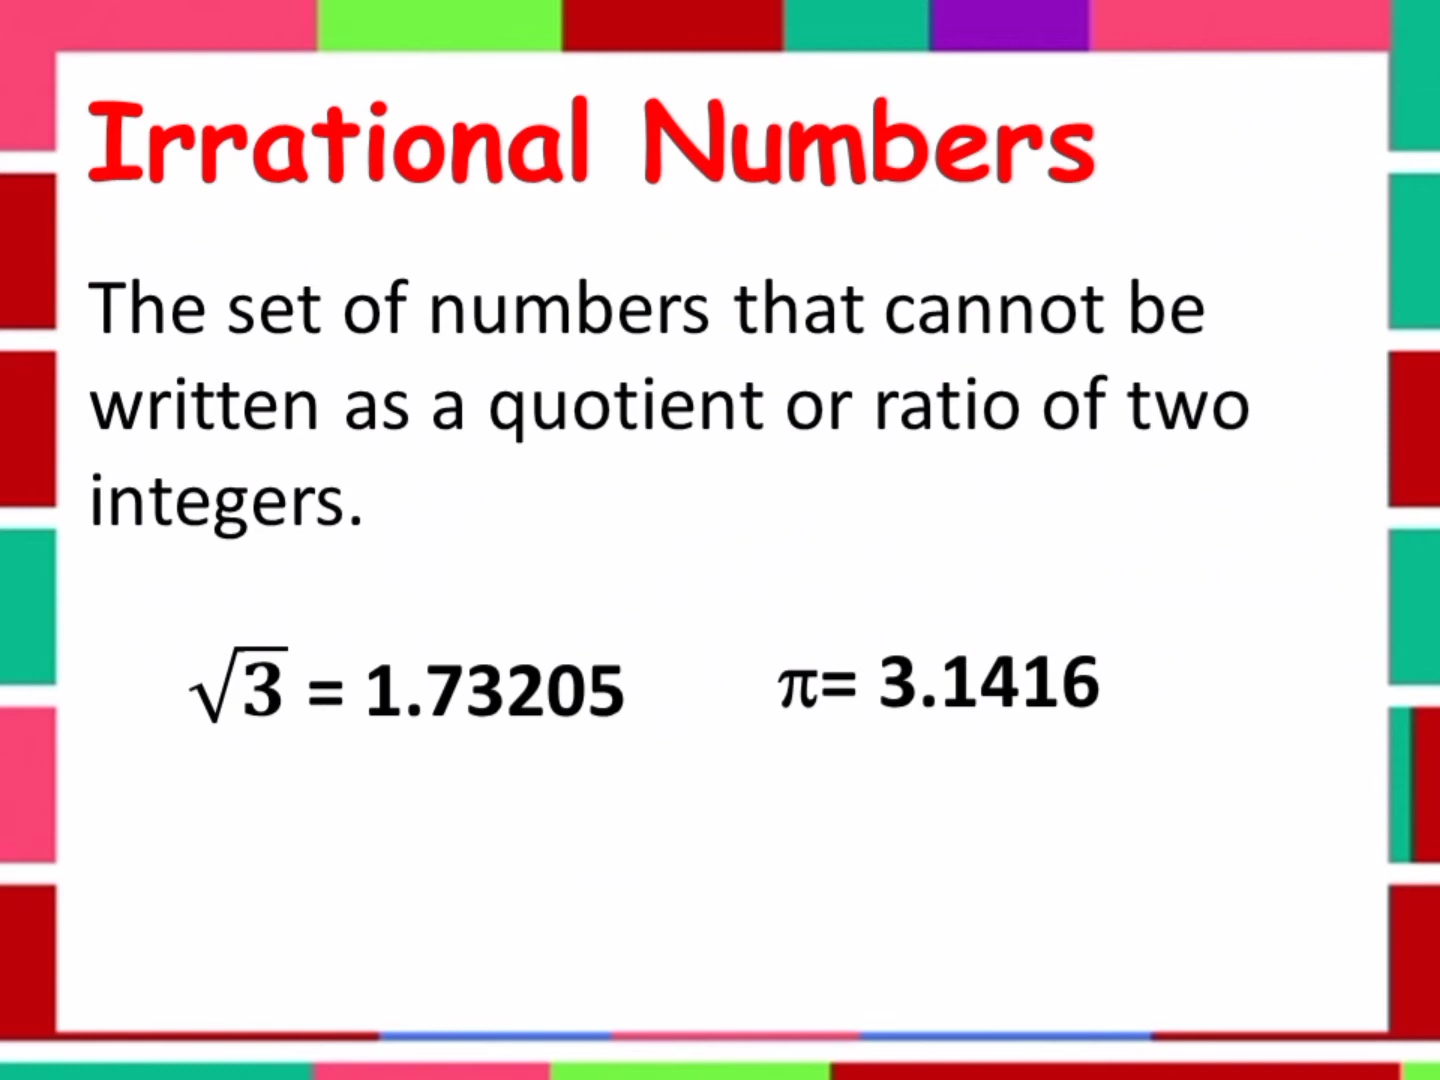 Irrational Numbers
The set of numbers that cannot be
written as a quotient or ratio of two
integers.
√3 = 1.73205 π= 3.1416